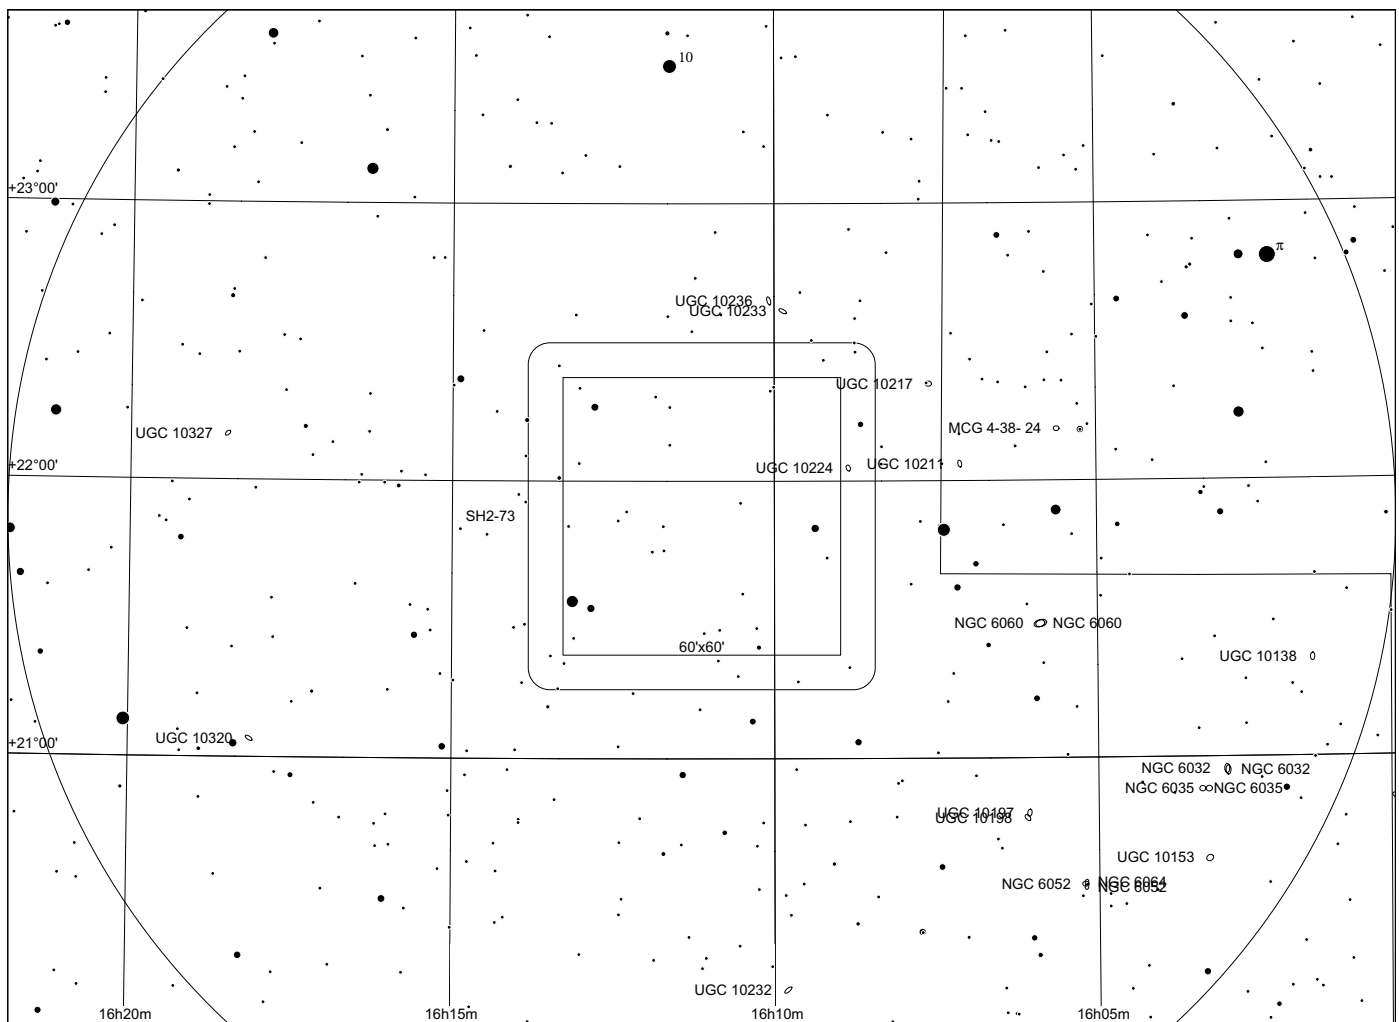 10
+23°00'
π
UGC 10236
UGC 10233
UGC 10217
MCG 4-38- 24
UGC 10327
+22°00'
UGC 10224
UGC 10211
SH2-73
NGC 6060
NGC 6060
60'x60'
UGC 10138
+21°00'
UGC 10320
NGC 6032
NGC 6032
NGC 6035
NGC 6035
UGC 10197
UGC 10198
UGC 10153
NGC 6052
NGC 6064
NGC 6052
UGC 10232
16h20m
16h15m
16h10m
16h05m